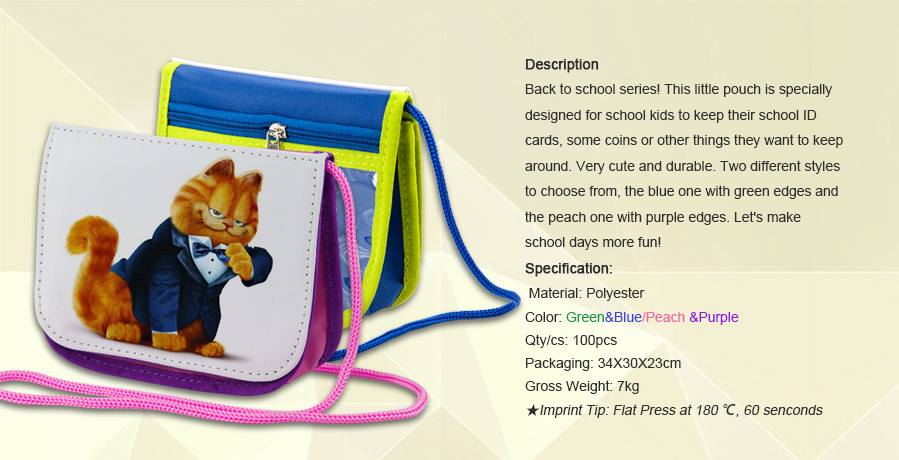 Description
Back to school series! This little pouch is specially
designed for school kids to keep their school ID
cards, some coins or other things they want to keep
around. Very cute and durable. Two different styles
to choose from, the blue one with green edges and
the peach one with purple edges. Let's make
school days more fun!
Specification:
Material: Polyester
Color: Green&Blue/Peach &Purple
Qty/cs: 100pcs
Packaging: 34X30X23cm
Gross Weight: 7kg
★Imprint Tip: Flat Press at 180℃, 60 senconds